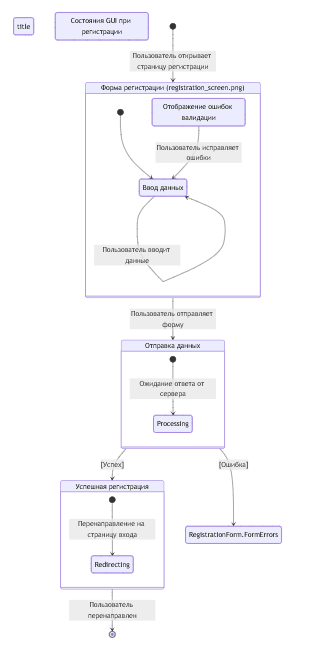 title
Состояния GUI при
регистрации
Пользователь открывает
страницу регистрации
Форма регистрации (registration_screen.png)
Отображение ошибок
валидации
Пользователь исправляет
ошибки
Ввод данных
Пользователь вводит
данные
Пользователь отправляет
форму
Отправка данных
Ожидание ответа от
сервера
Processing
[Успех]
[Ошибка]
Успешная регистрация
Перенаправление на
страницу входа
Redirecting
RegistrationForm.FormErrors
Пользователь
перенаправлен